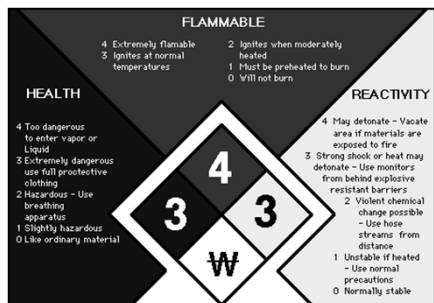 FLAMMABLE
4 Extremely flamable
3 Ignites at normal
temperatures
2 Ignites when moderately
heated
1 Must be preheated to burn
0 Will not burn
HEALTH
4 Too dangerous
to enter vapor or
Liquid
3 Extremely dangerous
use full proctective
clothing
2 Hazardous - Use
breathing
apparatus
1 Slightly hazardous
0 Like ordinary material
REACTIVITY
4 May detonate - Vacate
area if materials are
exposed to fire
3 Strong shock or heat may
detonate - Use monitors
from behind explosive
resistant barriers
2 Violent chemical
change possible
- Use hose
streams from
distance
1 Unstable if heated
- Use normal
precautions
0 Normally stable
4
3 3
W